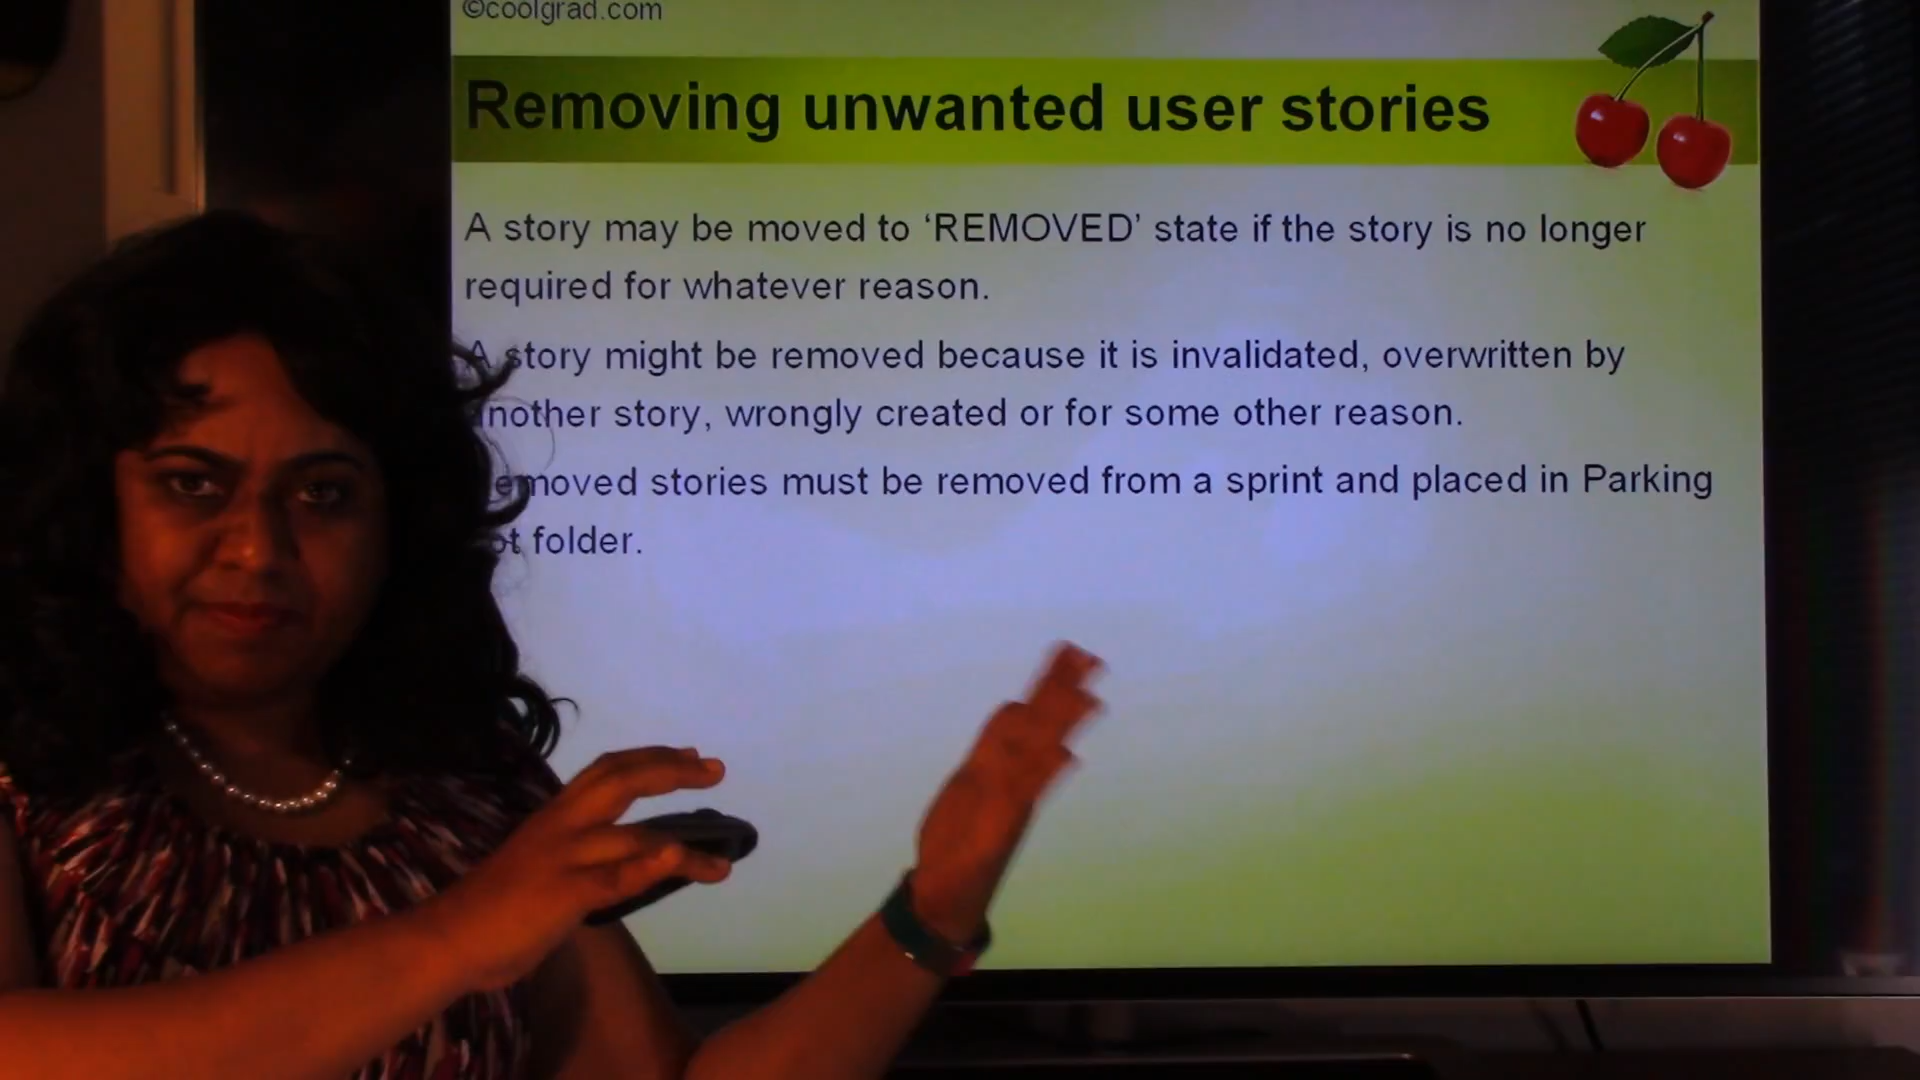 ©coolgrad.com
Removing unwanted user stories
A story may be moved to ‘REMOVED’ state if the story is no longer
required for whatever reason.
A story might be removed because it is invalidated, overwritten by
another story, wrongly created or for some other reason.
Removed stories must be removed from a sprint and placed in Parking
folder.